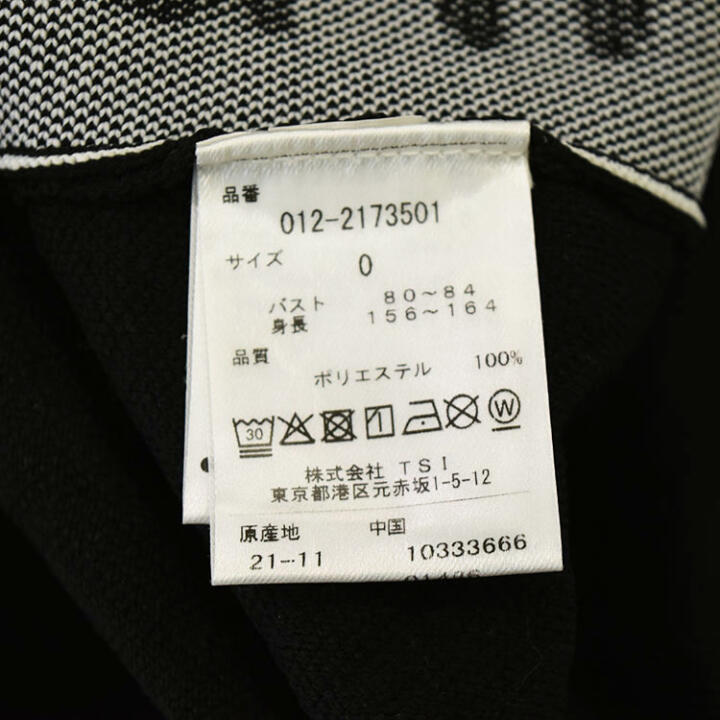 品番
012-2173501
サイズ 0
バスト 80～84
身長 156～164
品質
ポリエステル 100%
30 W
株式会社 TSI
東京都港区元赤坂1-5-12
原産地 中国
21-11 10333666